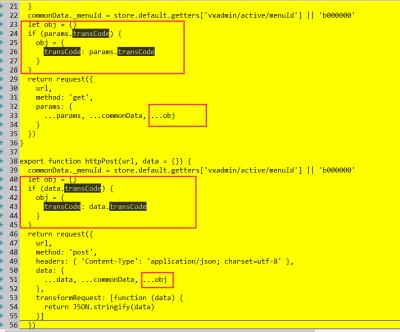 21 }
22 commonData._menuId = store.default.getters['vxadmin/active/menuId'] || 'b000000'
23 let obj = {}
24 if (params.transCode) {
25 obj = {
26 transCode: params.transCode
27 }
28 }
29 return request({
30 url,
31 method: 'get',
32 params: {
33 ...params, ...commonData, ...obj
34 }
35 })
36 }
37
38 export function httpPost(url, data = {}) {
39 commonData._menuId = store.default.getters['vxadmin/active/menuId'] || 'b000000'
40 let obj = {}
41 if (data.transCode) {
42 obj = {
43 transCode: data.transCode
44 }
45 }
46 return request({
47 url,
48 method: 'post',
49 headers: { 'Content-Type': 'application/json; charset=utf-8' },
50 data: {
51 ...data, ...commonData, ...obj
52 },
53 transformRequest: [function (data) {
54 return JSON.stringify(data)
55 }]
56 })